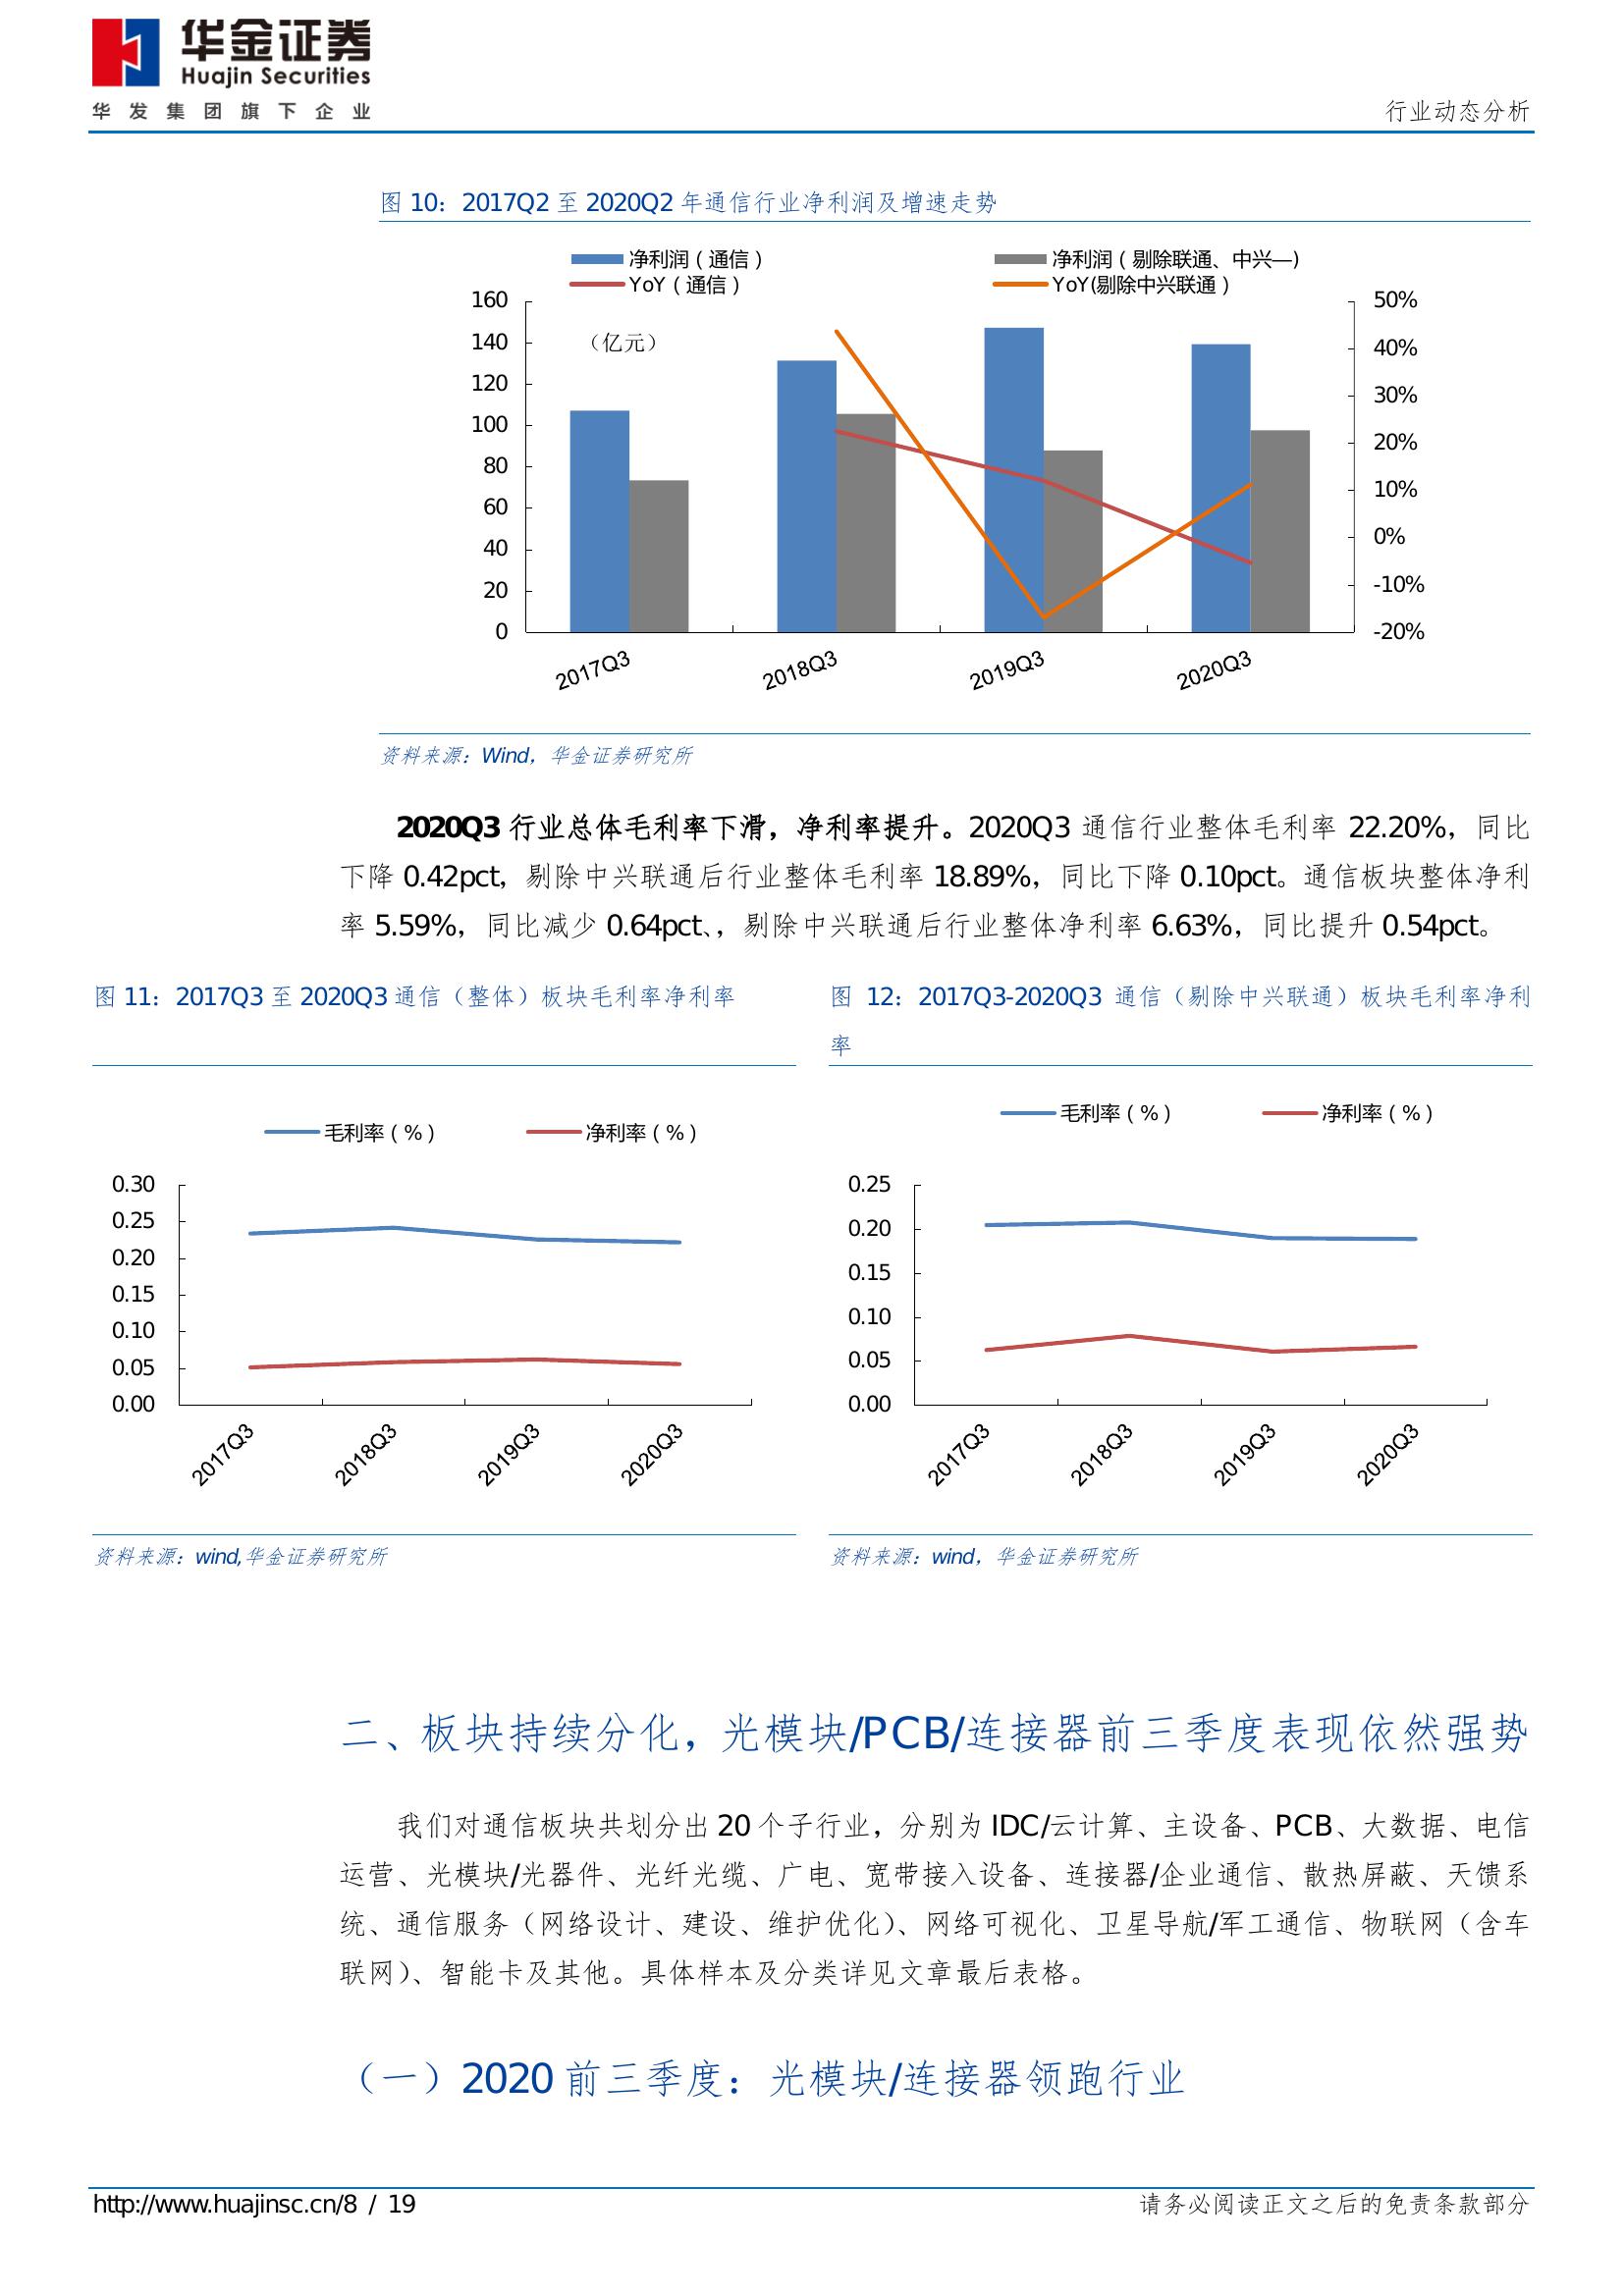 华金证券
Huajin Securities
华发集团旗下企业
行业动态分析
图 10：2017Q2 至 2020Q2 年通信行业净利润及增速走势
净利润（通信） 净利润（剔除联通、中兴—)
YoY（通信） YoY(剔除中兴联通）
（亿元）
160
140
120
100
80
60
40
20
0
50%
40%
30%
20%
10%
0%
-10%
-20%
2017Q3 2018Q3 2019Q3 2020Q3
资料来源：Wind，华金证券研究所
2020Q3 行业总体毛利率下滑，净利率提升。2020Q3 通信行业整体毛利率 22.20%，同比
下降 0.42pct，剔除中兴联通后行业整体毛利率 18.89%，同比下降 0.10pct。通信板块整体净利
率 5.59%，同比减少 0.64pct、，剔除中兴联通后行业整体净利率 6.63%，同比提升 0.54pct。
图 11：2017Q3 至 2020Q3 通信（整体）板块毛利率净利率
毛利率（%） 净利率（%）
0.30
0.25
0.20
0.15
0.10
0.05
0.00
2017Q3 2018Q3 2019Q3 2020Q3
资料来源：wind,华金证券研究所
图 12：2017Q3-2020Q3 通信（剔除中兴联通）板块毛利率净利
率
毛利率（%） 净利率（%）
0.25
0.20
0.15
0.10
0.05
0.00
2017Q3 2018Q3 2019Q3 2020Q3
资料来源：wind，华金证券研究所
二、板块持续分化，光模块/PCB/连接器前三季度表现依然强势
我们对通信板块共划分出 20 个子行业，分别为 IDC/云计算、主设备、PCB、大数据、电信
运营、光模块/光器件、光纤光缆、广电、宽带接入设备、连接器/企业通信、散热屏蔽、天馈系
统、通信服务（网络设计、建设、维护优化）、网络可视化、卫星导航/军工通信、物联网（含车
联网）、智能卡及其他。具体样本及分类详见文章最后表格。
（一）2020 前三季度：光模块/连接器领跑行业
http://www.huajinsc.cn/8 / 19
请务必阅读正文之后的免责条款部分